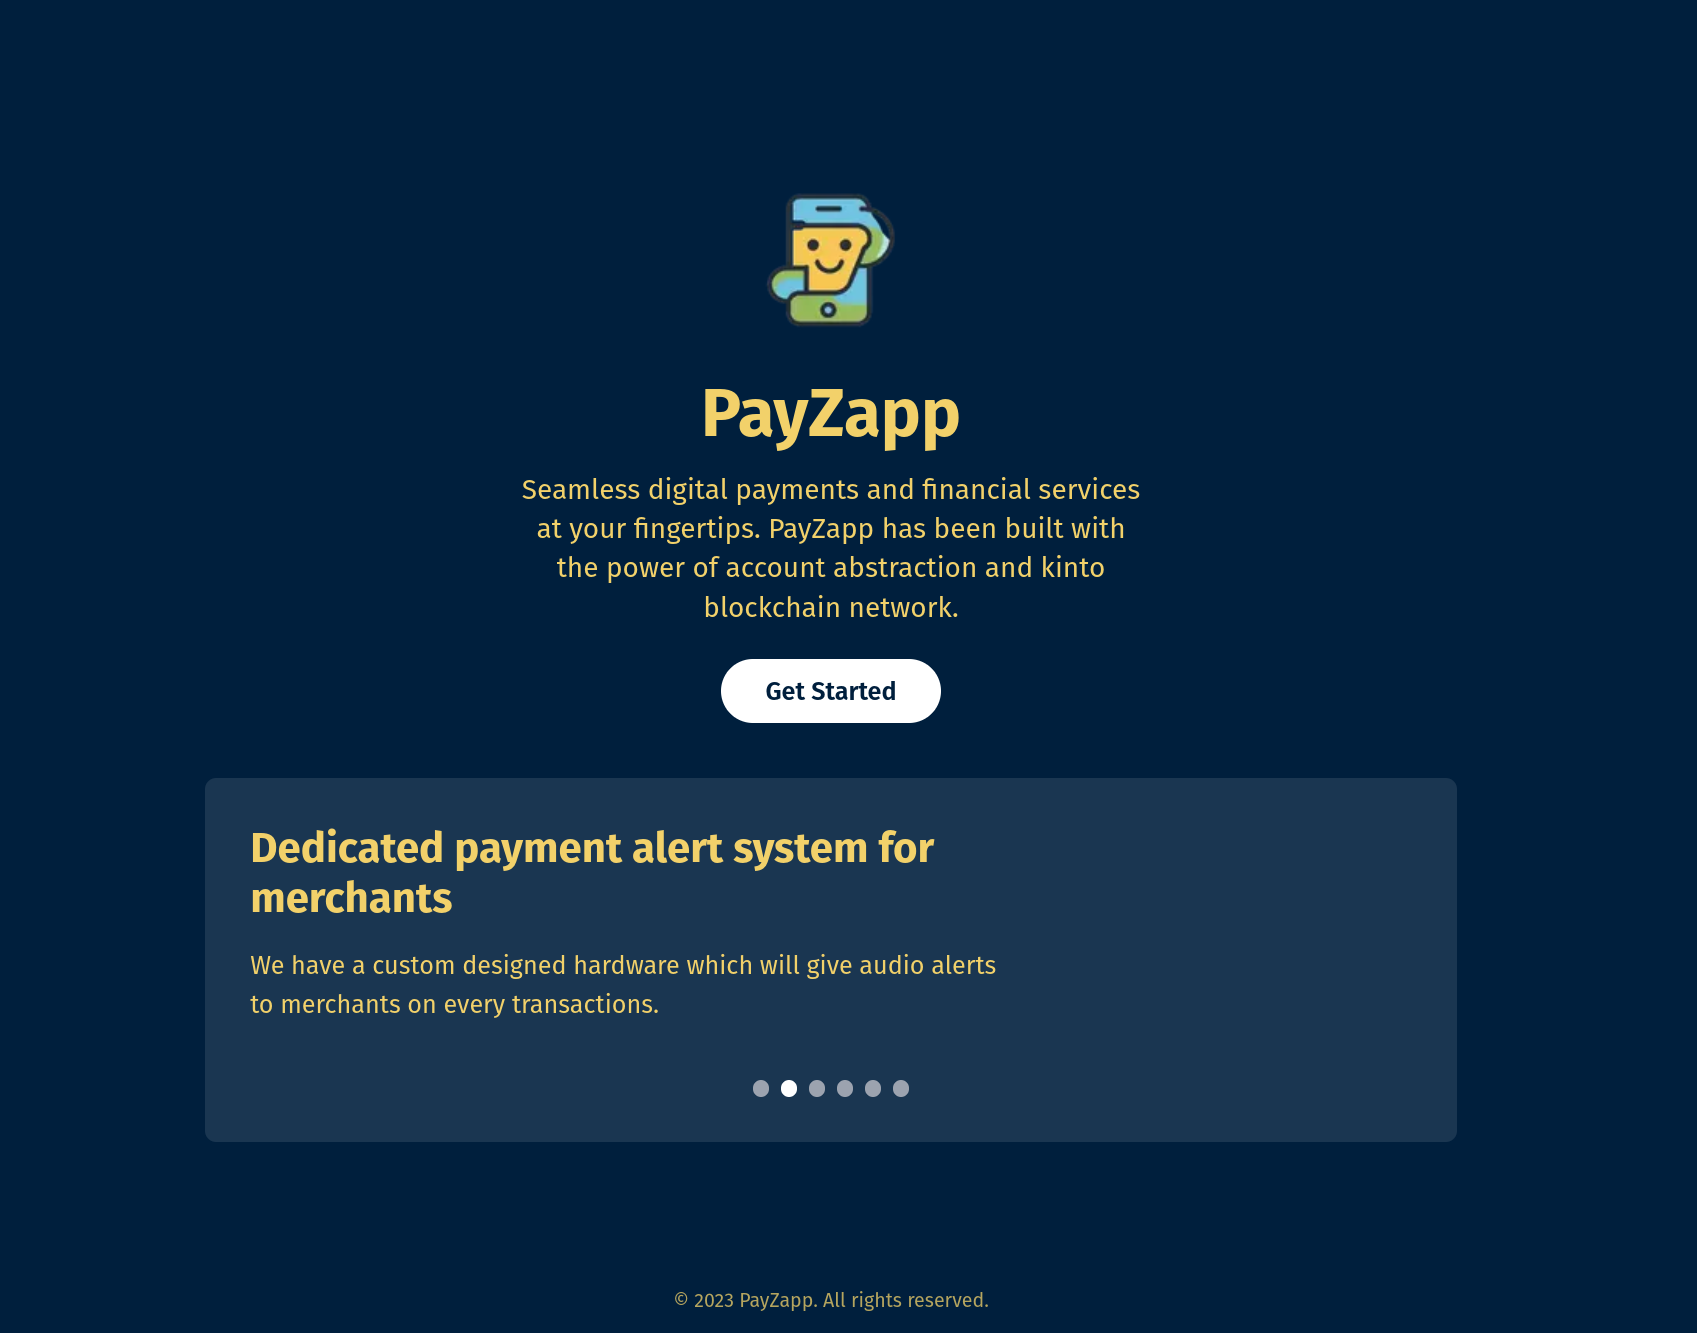 PayZapp
Seamless digital payments and financial services
at your fingertips. PayZapp has been built with
the power of account abstraction and kinto
blockchain network.
Get Started
Dedicated payment alert system for
merchants
We have a custom designed hardware which will give audio alerts
to merchants on every transactions.
© 2023 PayZapp. All rights reserved.